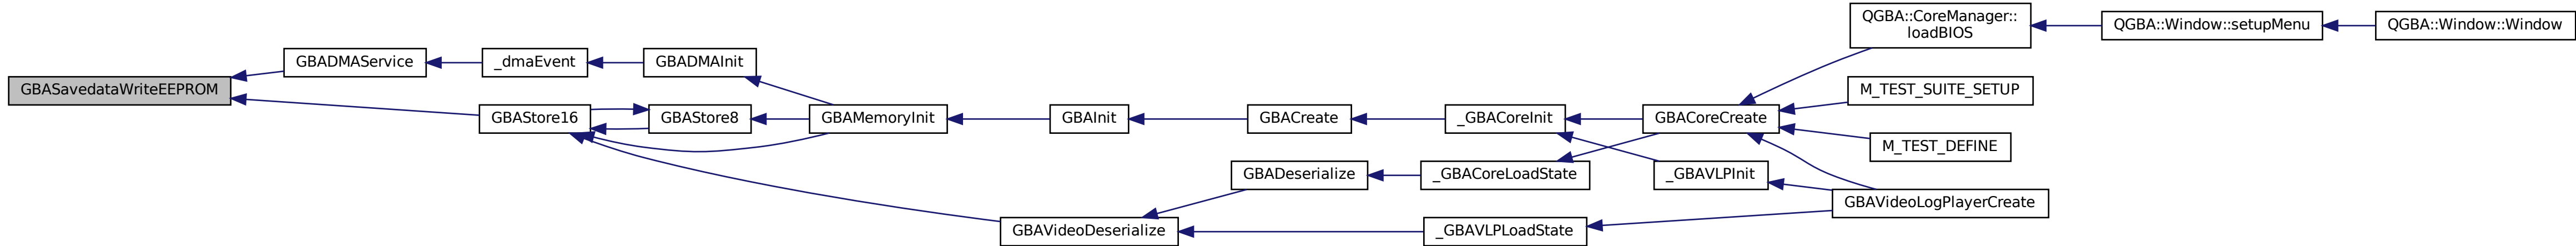 GBASavedataWriteEEPROM
GBADMAService
_dmaEvent
GBADMAInit
GBAStore16
GBAStore8
GBAMemoryInit
GBAInit
GBACreate
_GBACoreInit
GBACoreCreate
QGBA::CoreManager::
loadBIOS
QGBA::Window::setupMenu
QGBA::Window::Window
M_TEST_SUITE_SETUP
M_TEST_DEFINE
GBADeserialize
_GBACoreLoadState
_GBAVLPInit
GBAVideoLogPlayerCreate
GBAVideoDeserialize
_GBAVLPLoadState